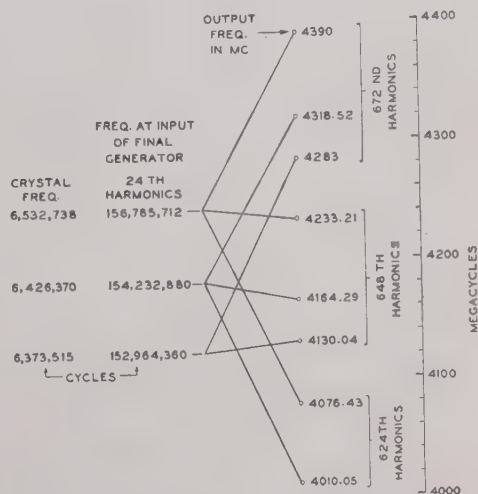 OUTPUT
FREQ.
IN MC
4390
4400
672 ND
HARMONICS
4318.52
4300
FREQ. AT INPUT
OF FINAL
GENERATOR
4283
CRYSTAL
FREQ.
24 TH
HARMONICS
6,532,738
156,785,712
4233.21
4200
648 TH
HARMONICS
MEGACYCLES
6,426,370
154,232,880
4164.29
4130.04
6,373,515
152,964,360
CYCLES
4100
4076.43
624TH
HARMONICS
4010.05
4000